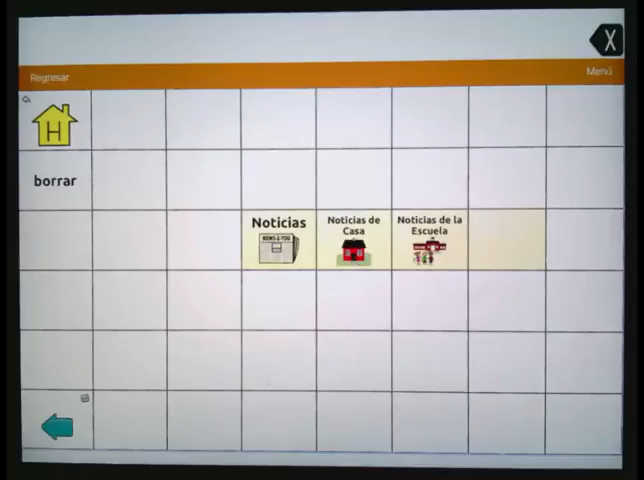 X
Regresar
Menú
H
borrar
Noticias
NEWS-2-YOU
Noticias de
Casa
Noticias de la
Escuela